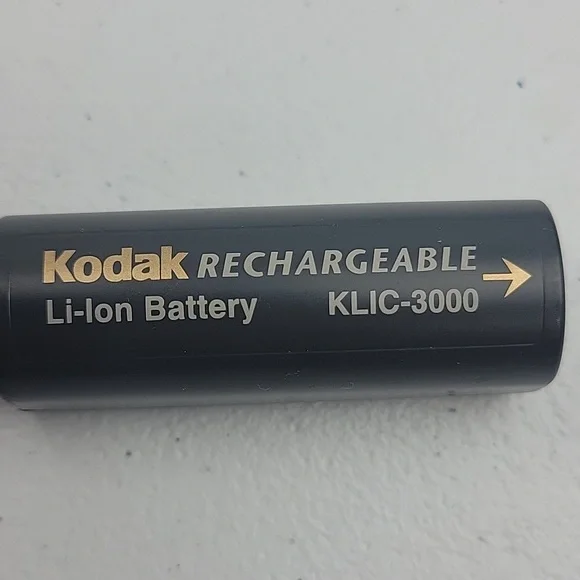 Kodak RECHARGEABLE
Li-Ion Battery KLIC-3000